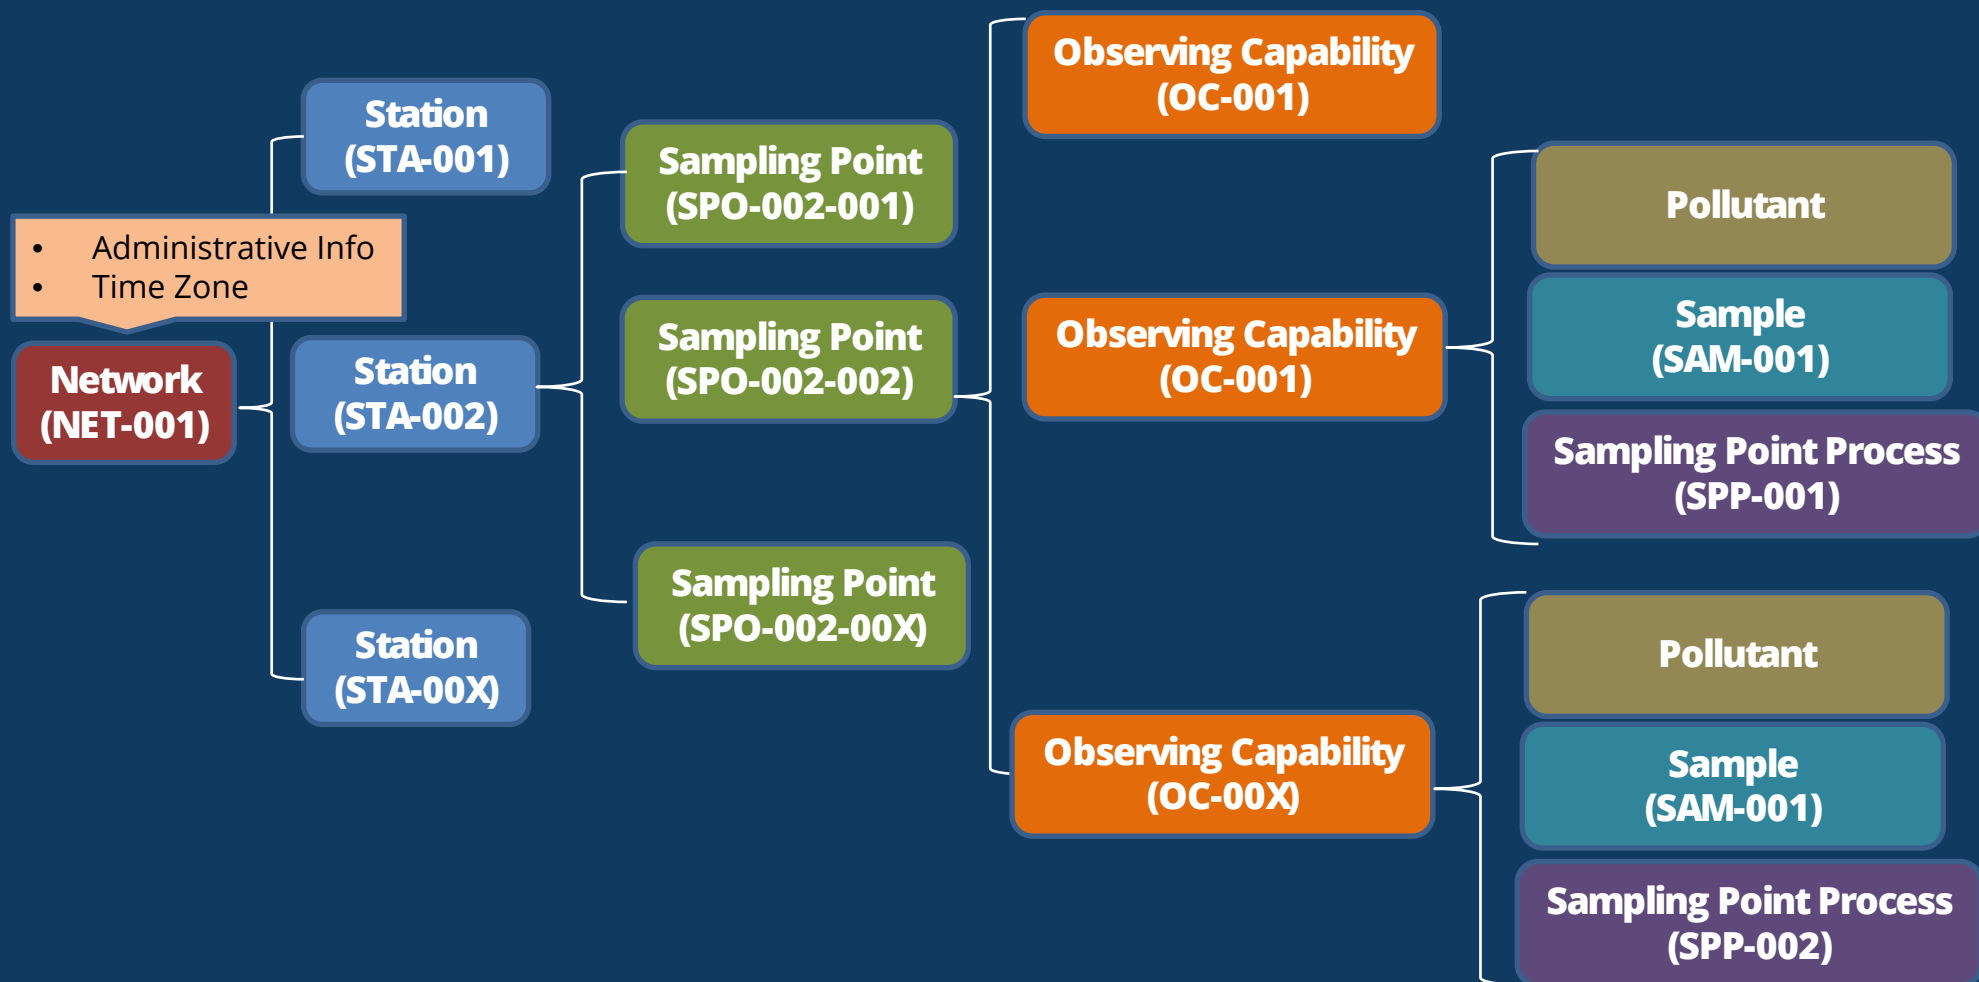 • Administrative Info
• Time Zone
Network
(NET-001)
Station
(STA-001)
Station
(STA-002)
Station
(STA-00X)
Sampling Point
(SPO-002-001)
Sampling Point
(SPO-002-002)
Sampling Point
(SPO-002-00X)
Observing Capability
(OC-001)
Observing Capability
(OC-001)
Observing Capability
(OC-00X)
Pollutant
Sample
(SAM-001)
Sampling Point Process
(SPP-001)
Pollutant
Sample
(SAM-001)
Sampling Point Process
(SPP-002)